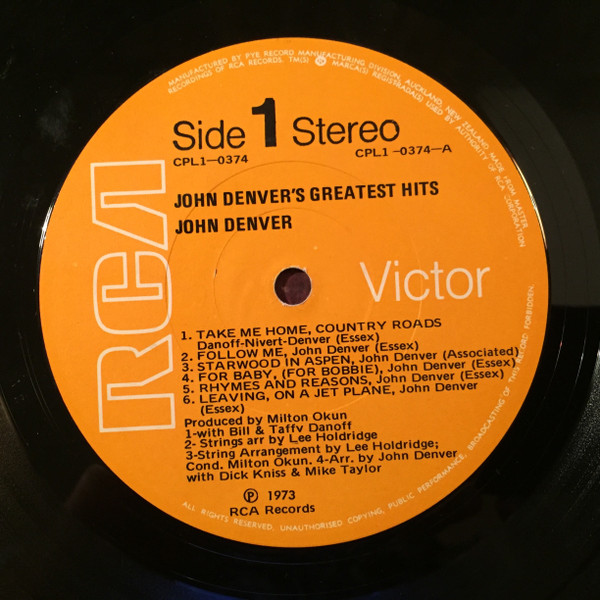 MANUFACTURED BY PYE RECORD MANUFACTURING DIVISION, AUCKLAND, NEW ZEALAND, MADE FROM MASTER
RECORDINGS OF RCA RECORDS. TM(S) ® MARCA(S) REGISTRADA(S) USED BY AUTHORITY OF RCA CORPORATION
Side 1 Stereo
CPL1—0374 CPL1 —0374—A
JOHN DENVER'S GREATEST HITS
JOHN DENVER
RCA
Victor
1. TAKE ME HOME, COUNTRY ROADS
Danoff-Nivert-Denver (Essex)
2. FOLLOW ME, John Denver (Essex)
3. STARWOOD IN ASPEN, John Denver (Associated)
4. FOR BABY, (FOR BOBBIE), John Denver (Essex)
5. RHYMES AND REASONS, John Denver (Essex)
6. LEAVING, ON A JET PLANE, John Denver
(Essex)
Produced by Milton Okun
1-with Bill & Taffy Danoff
2- Strings arr by Lee Holdridge
3-String Arrangement by Lee Holdridge;
Cond. Milton Okun. 4-Arr. by John Denver
with Dick Kniss & Mike Taylor
℗ 1973
RCA Records
ALL RIGHTS RESERVED, UNAUTHORISED COPYING, PUBLIC PERFORMANCE, BROADCASTING OF THIS RECORD FORBIDDEN.